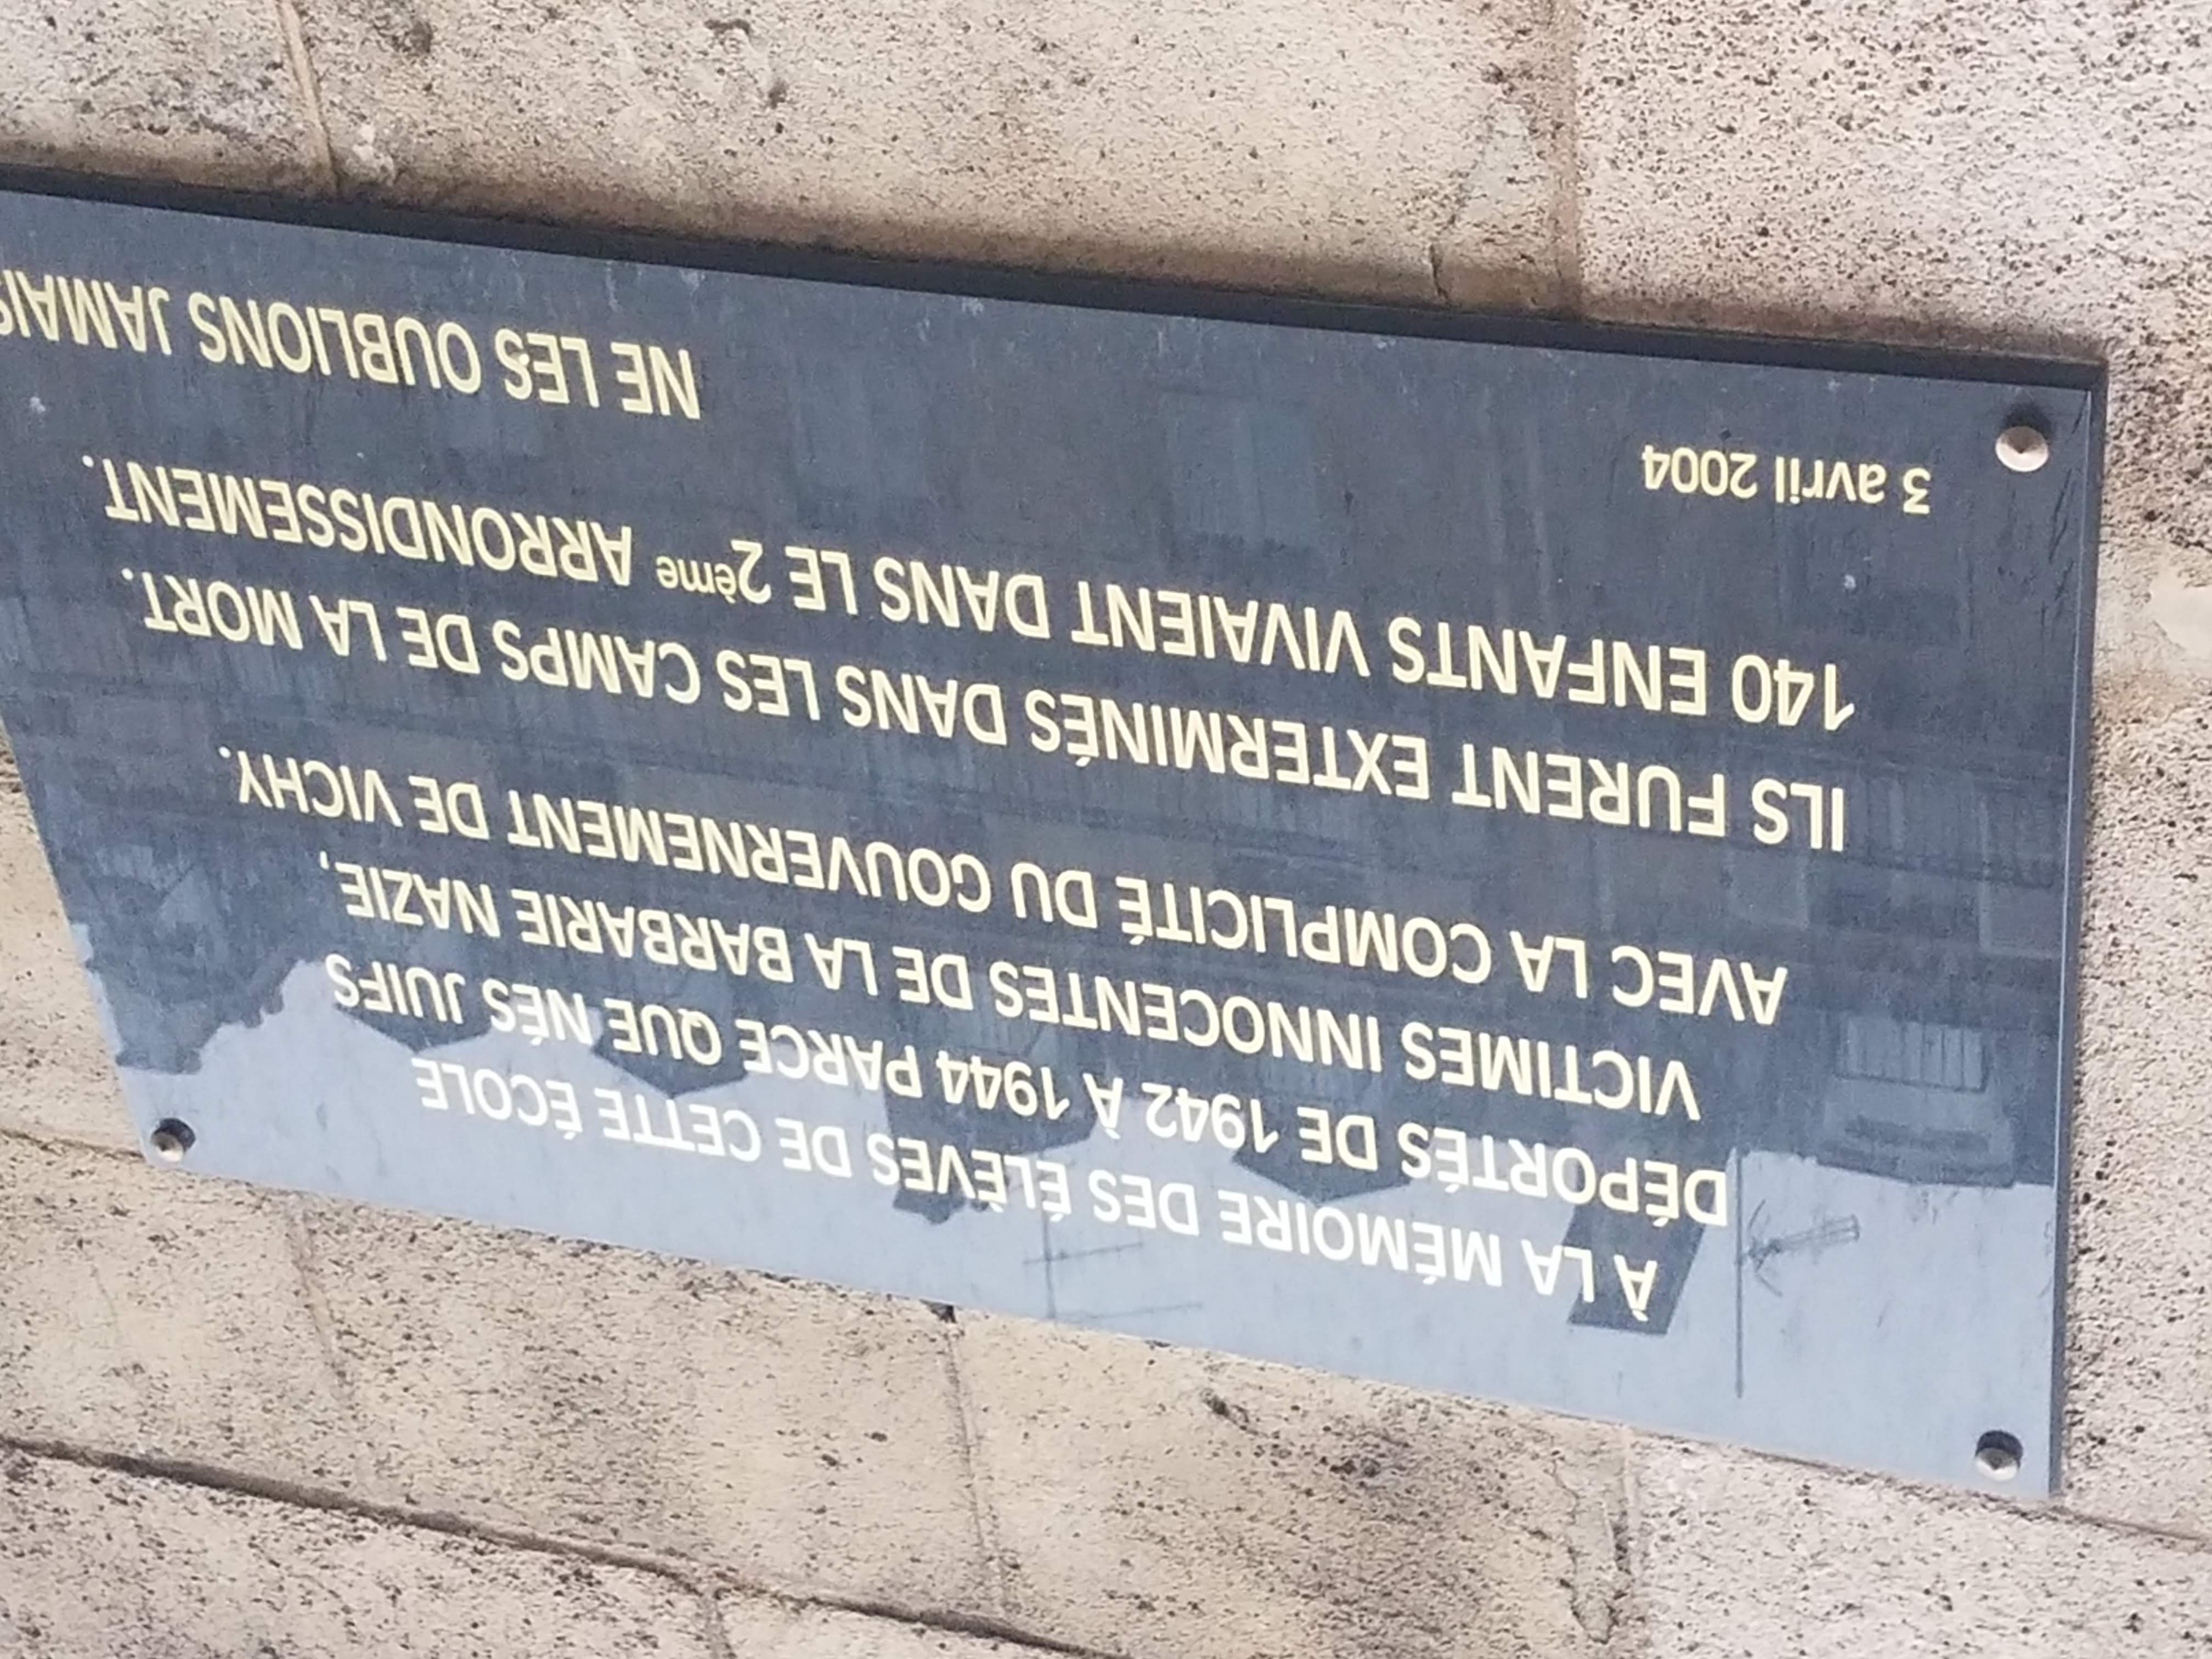 À LA MÉMOIRE DES ÉLÈVES DE CETTE ÉCOLE
DÉPORTÉS DE 1942 À 1944 PARCE QUE NÉS JUIFS
VICTIMES INNOCENTES DE LA BARBARIE NAZIE,
AVEC LA COMPLICITÉ DU GOUVERNEMENT DE VICHY.
ILS FURENT EXTERMINÉS DANS LES CAMPS DE LA MORT.
140 ENFANTS VIVAIENT DANS LE 2ème ARRONDISSEMENT.
3 avril 2004
NE LES OUBLIONS JAMAIS